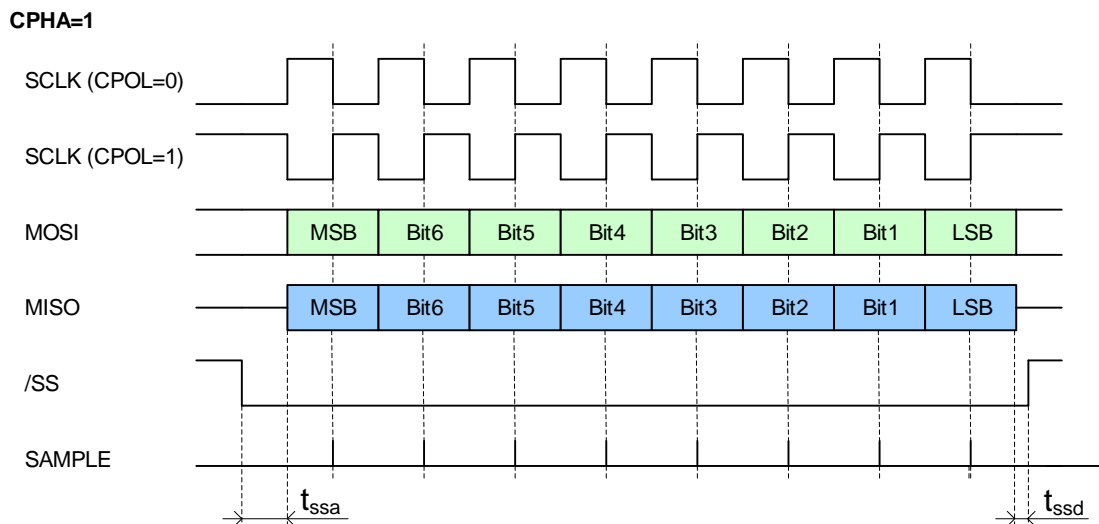 CPHA=1
SCLK (CPOL=0)
SCLK (CPOL=1)
MOSI MSB Bit6 Bit5 Bit4 Bit3 Bit2 Bit1 LSB
MISO MSB Bit6 Bit5 Bit4 Bit3 Bit2 Bit1 LSB
/SS
SAMPLE
tssa tssd